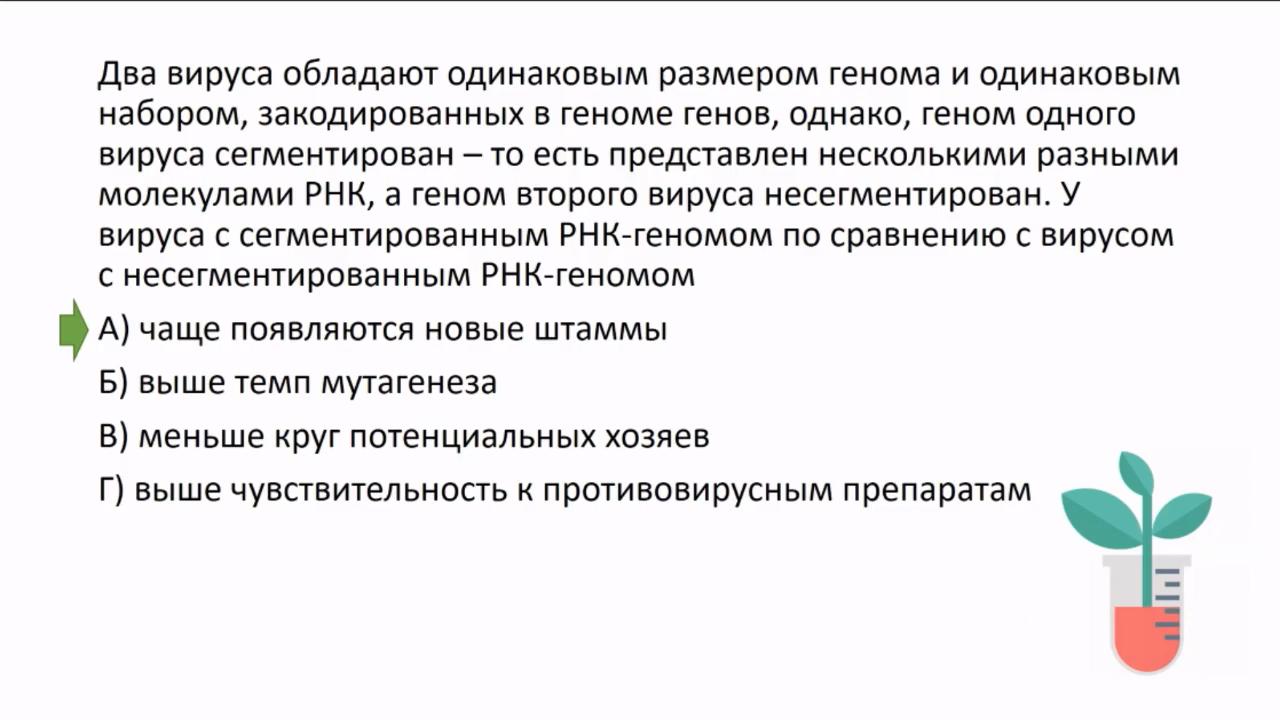 Два вируса обладают одинаковым размером генома и одинаковым
набором, закодированных в геноме генов, однако, геном одного
вируса сегментирован – то есть представлен несколькими разными
молекулами РНК, а геном второго вируса несегментирован. У
вируса с сегментированным РНК-геномом по сравнению с вирусом
с несегментированным РНК-геномом
А) чаще появляются новые штаммы
Б) выше темп мутагенеза
В) меньше круг потенциальных хозяев
Г) выше чувствительность к противовирусным препаратам